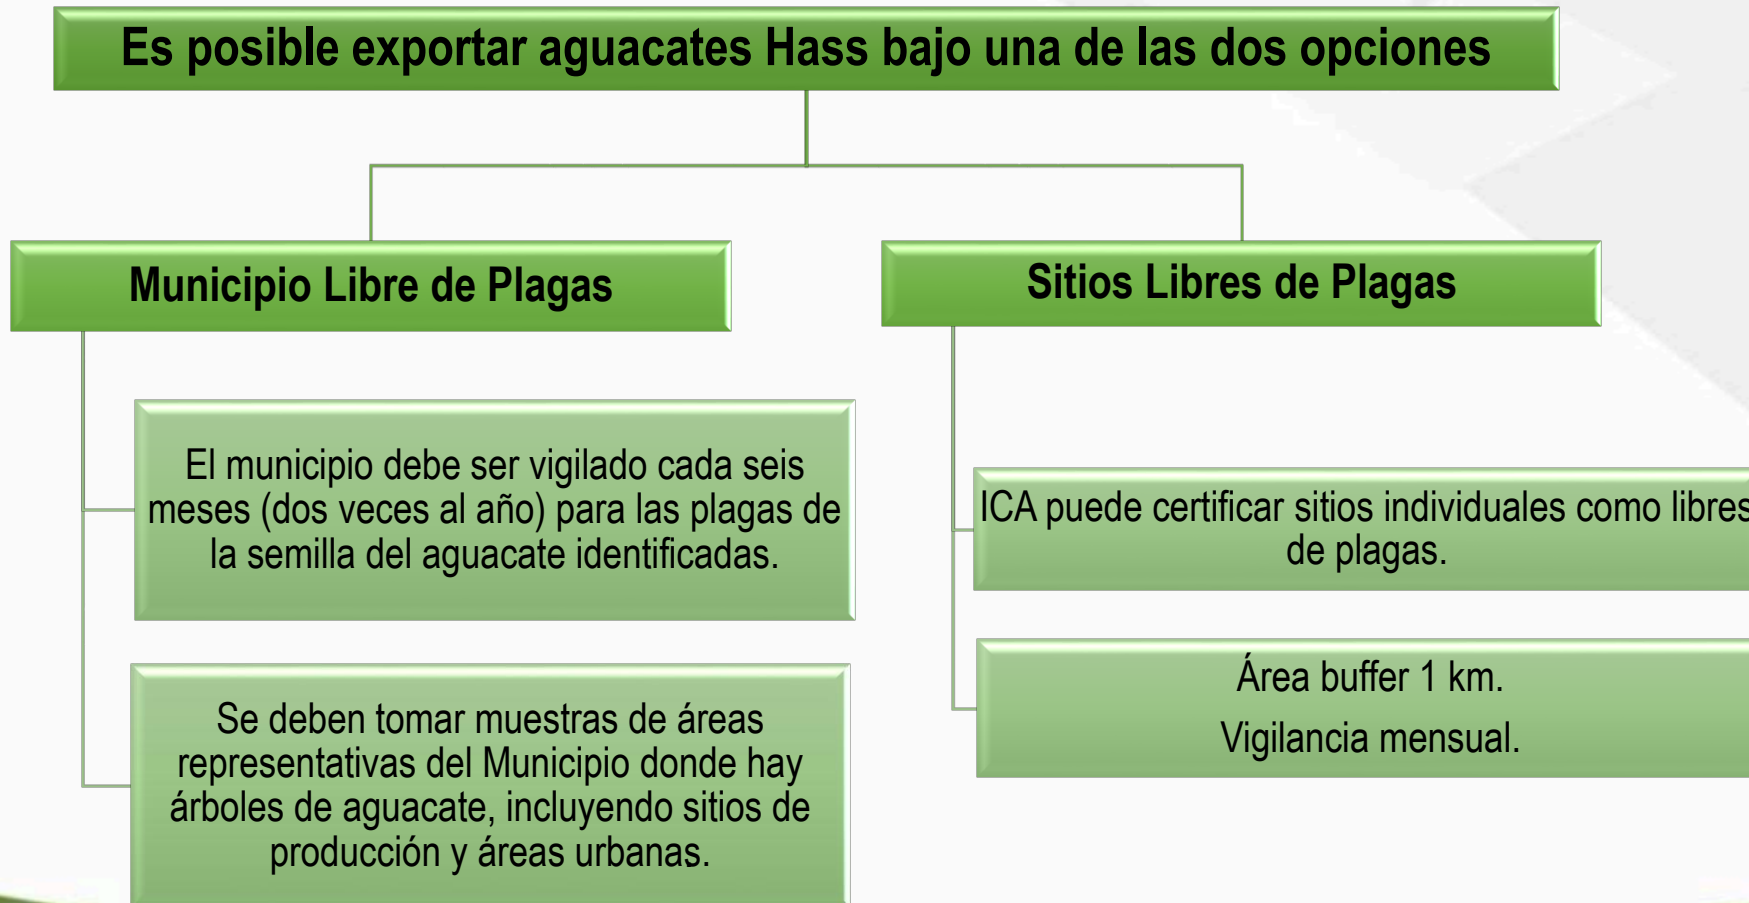 Es posible exportar aguacates Hass bajo una de las dos opciones
Municipio Libre de Plagas
El municipio debe ser vigilado cada seis
meses (dos veces al año) para las plagas de
la semilla del aguacate identificadas.
Se deben tomar muestras de áreas
representativas del Municipio donde hay
árboles de aguacate, incluyendo sitios de
producción y áreas urbanas.
Sitios Libres de Plagas
ICA puede certificar sitios individuales como libres
de plagas.
Área buffer 1 km.
Vigilancia mensual.